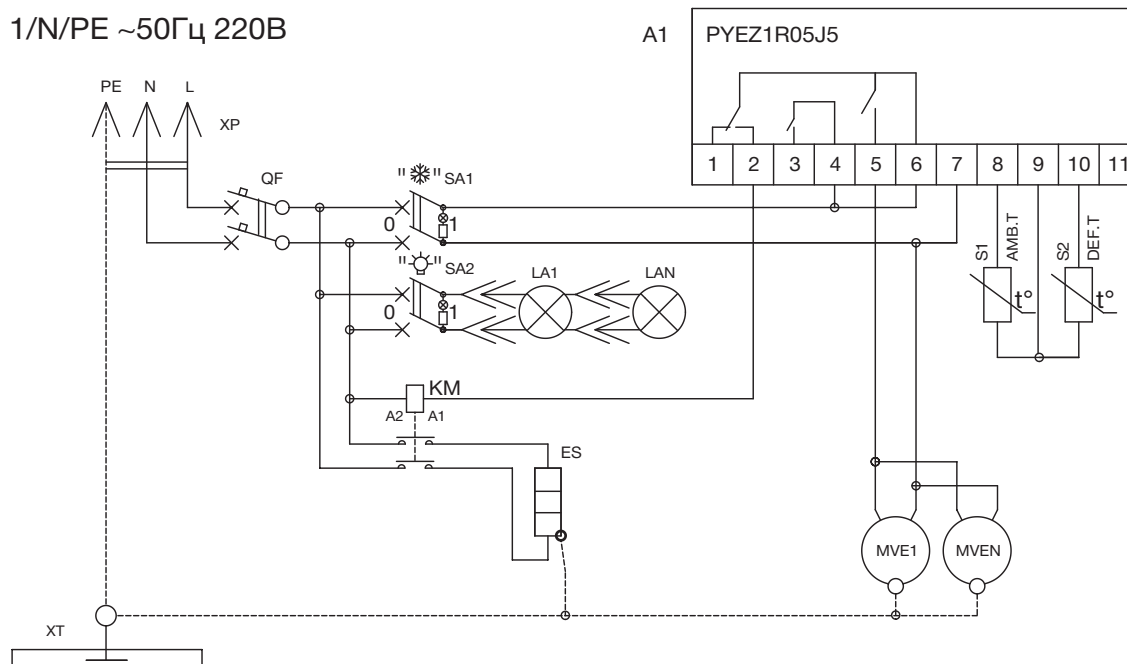 1/N/PE ~50Гц 220В
A1
PYEZ1R05J5
PE N L
XP
1 2 3 4 5 6 7 8 9 10 11
QF
" " SA1
0 1
" " SA2
0 1
LA1
LAN
S1
AMB.T
t°
S2
DEF.T
t°
KM
A2 A1
ES
MVE1
MVEN
XT